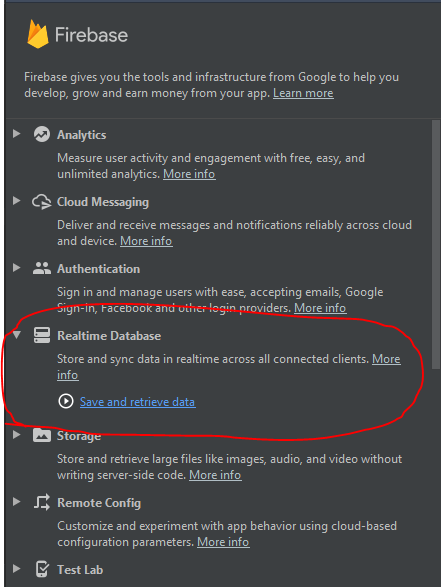 Firebase
Firebase gives you the tools and infrastructure from Google to help you
develop, grow and earn money from your app. Learn more
Analytics
Measure user activity and engagement with free, easy, and
unlimited analytics. More info
Cloud Messaging
Deliver and receive messages and notifications reliably across cloud
and device. More info
Authentication
Sign in and manage users with ease, accepting emails, Google
Sign-In, Facebook and other login providers. More info
Realtime Database
Store and sync data in realtime across all connected clients. More
info
Save and retrieve data
Storage
Store and retrieve large files like images, audio, and video without
writing server-side code. More info
Remote Config
Customize and experiment with app behavior using cloud-based
configuration parameters. More info
Test Lab